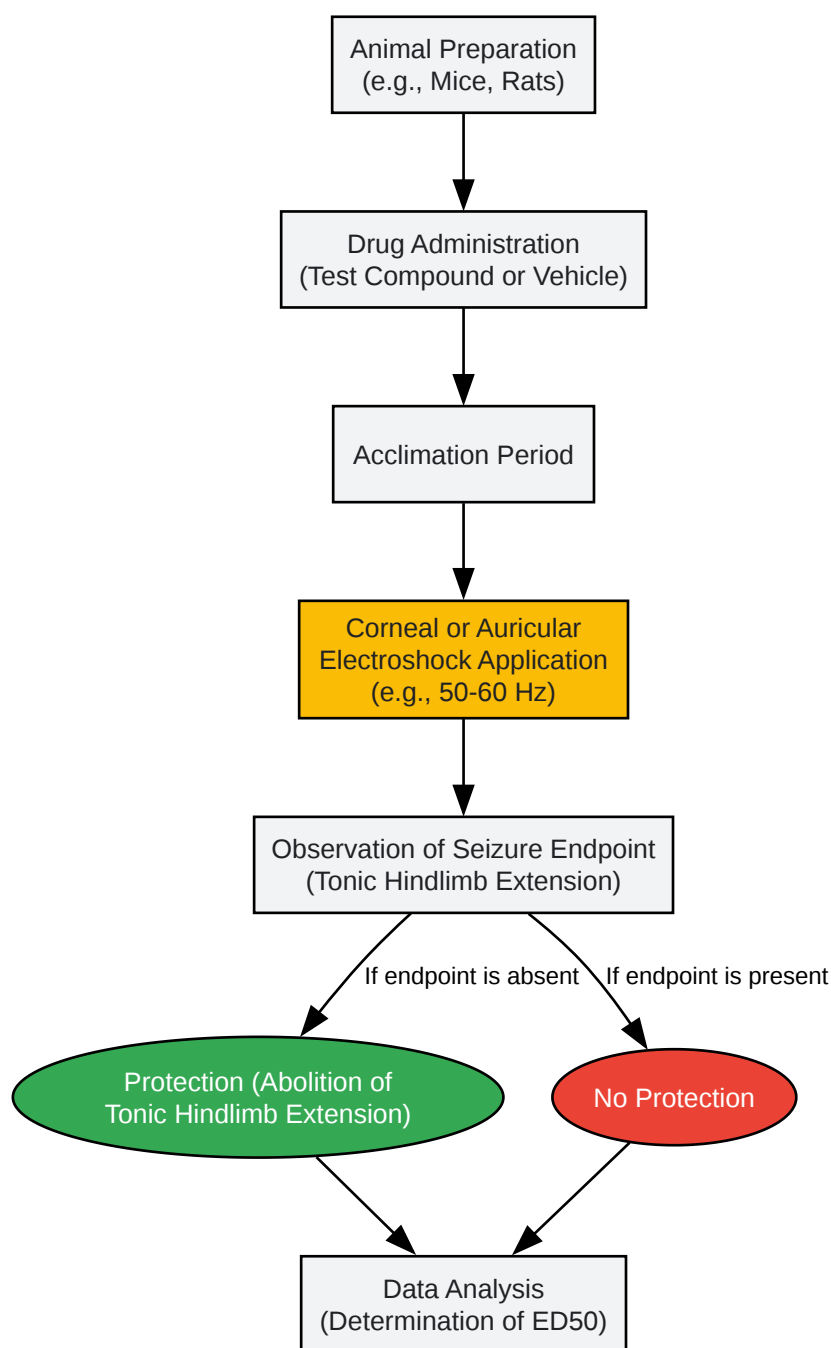 Animal Preparation
(e.g., Mice, Rats)
Drug Administration
(Test Compound or Vehicle)
Acclimation Period
Corneal or Auricular
Electroshock Application
(e.g., 50-60 Hz)
Observation of Seizure Endpoint
(Tonic Hindlimb Extension)
If endpoint is absent
If endpoint is present
Protection (Abolition of
Tonic Hindlimb Extension)
No Protection
Data Analysis
(Determination of ED50)